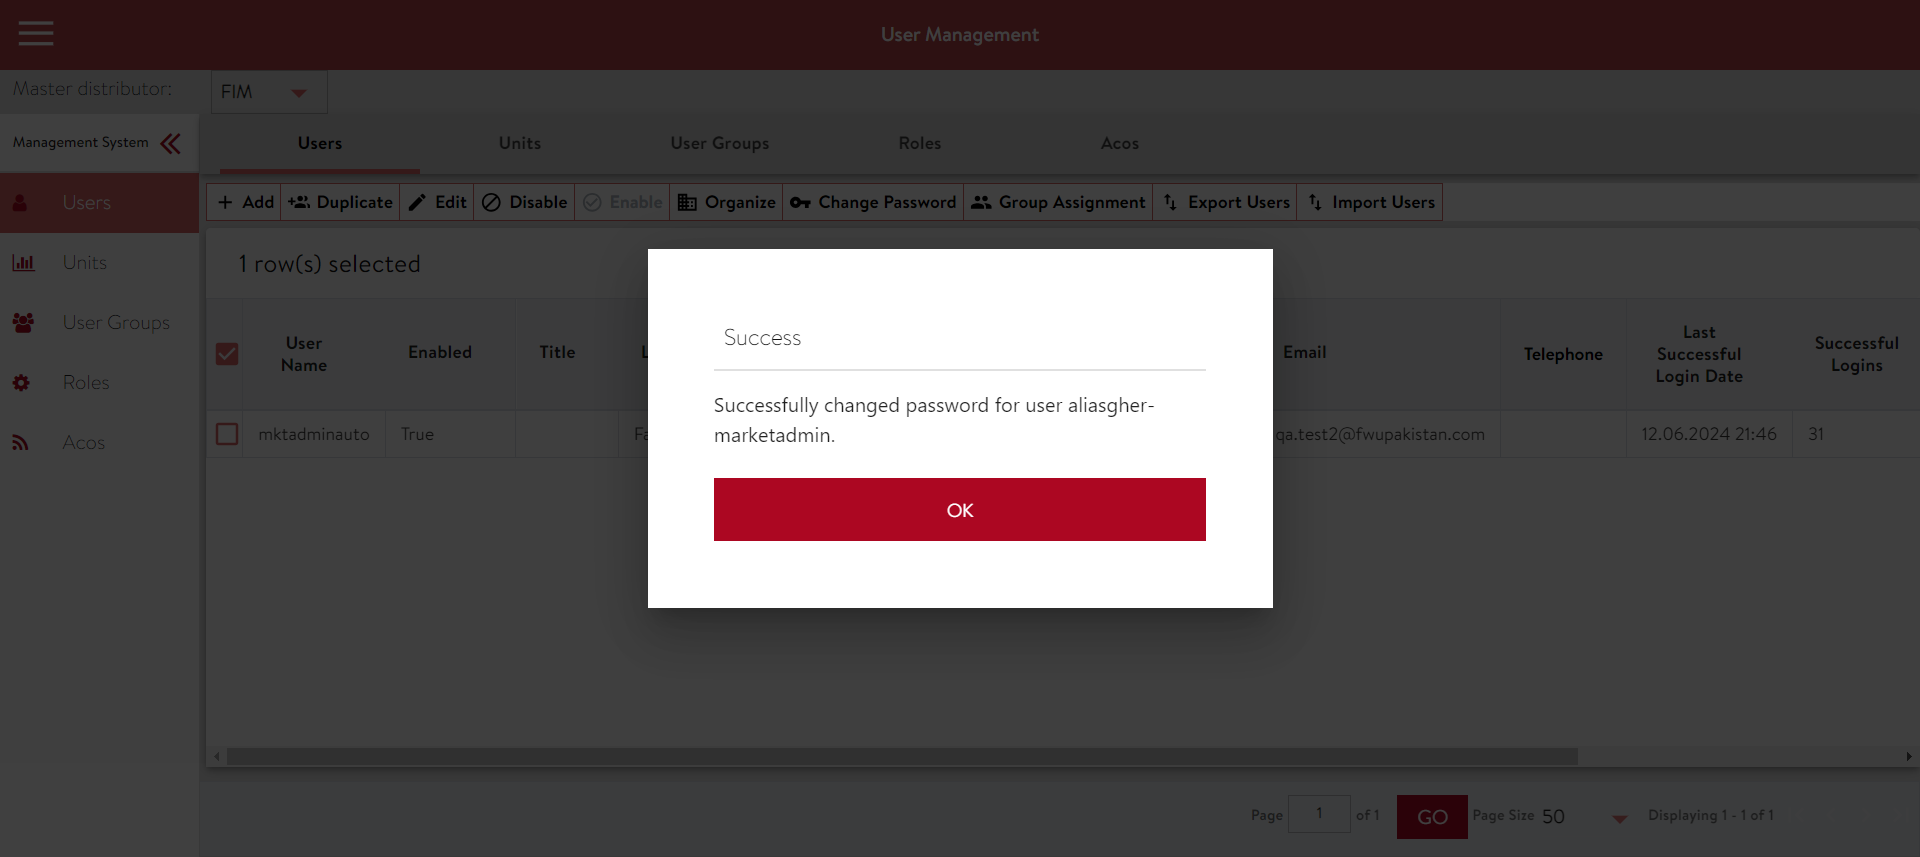 User Management
Master distributor:
FIM
Management System
Users
Units
User Groups
Roles
Acos
Users
Units
User Groups
Roles
Acos
Add
Duplicate
Edit
Disable
Enable
Organize
Change Password
Group Assignment
Export Users
Import Users
1 row(s) selected
User
Name
Enabled
Title
Email
Telephone
Last
Successful
Login Date
Successful
Logins
mktadminauto
True
qa.test2@fwupakistan.com
12.06.2024 21:46
31
Success
Successfully changed password for user aliasgher-
marketadmin.
OK
Page
1
of 1
GO
Page Size
50
Displaying 1 - 1 of 1